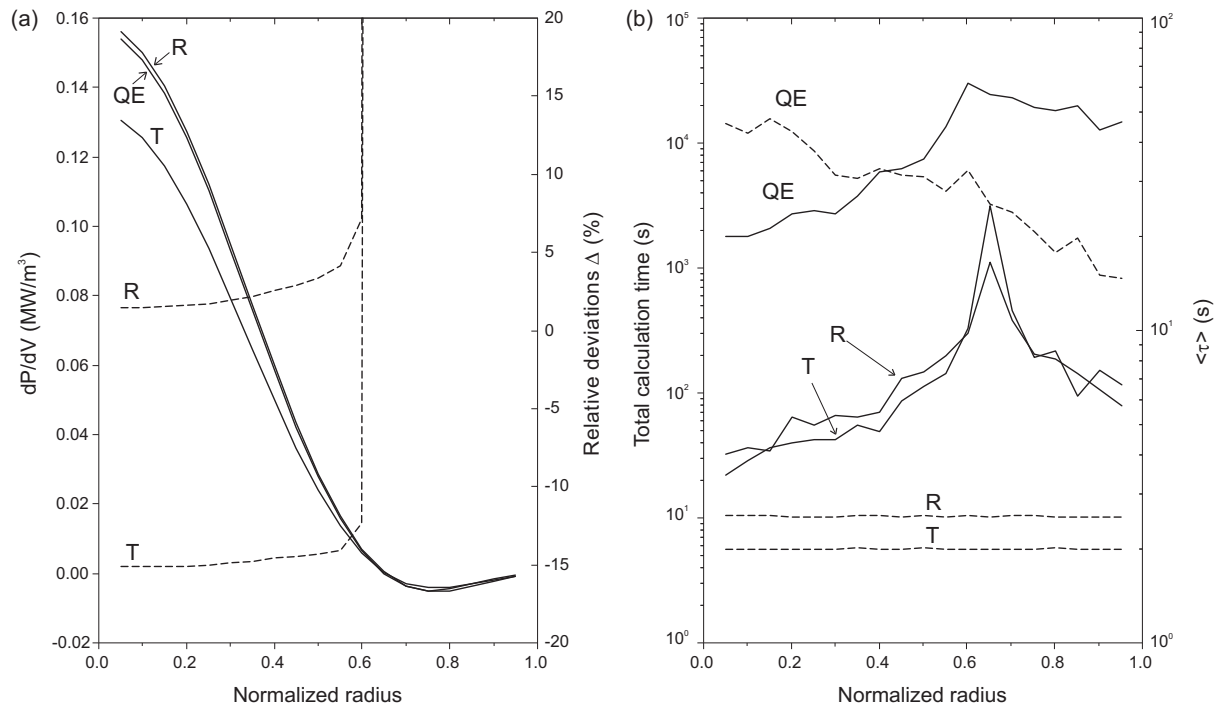 (a)
0.16
0.14
0.12
0.10
0.08
0.06
0.04
0.02
0.00
-0.02
dP/dV (MW/m³)
R
QE
T
R
T
20
15
10
5
0
-5
-10
-15
-20
Relative deviations Δ (%)
0.0 0.2 0.4 0.6 0.8 1.0
Normalized radius
(b)
10⁵
10⁴
10³
10²
10¹
10⁰
Total calculation time (s)
QE
QE
R
T
R
T
10²
10¹
10⁰
<τ> (s)
0.0 0.2 0.4 0.6 0.8 1.0
Normalized radius